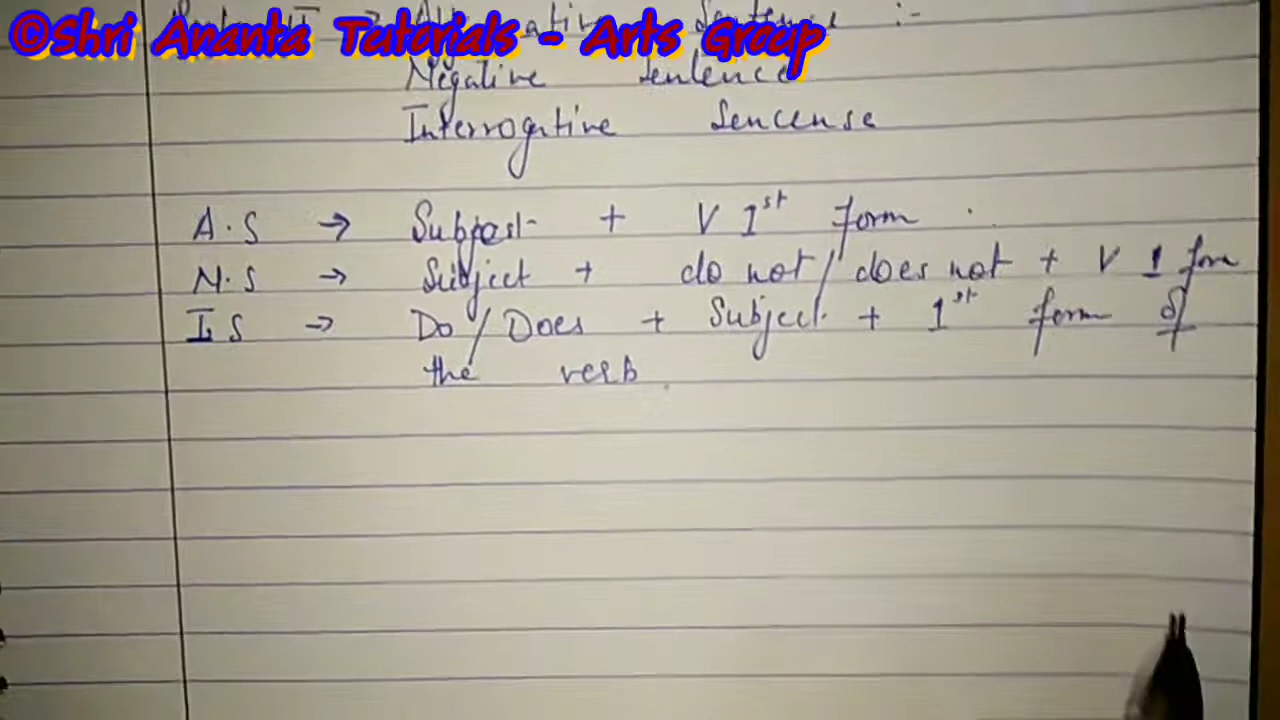 ©Shri Ananta Tutorials - Arts Group
Sentence :-
Negative Sentence
Interrogative Sencense
A.S → Subject + V 1st form .
N.S → Subject + do not / does not + V 1 form
I S → Do / Does + Subject + 1st form of
the verb .